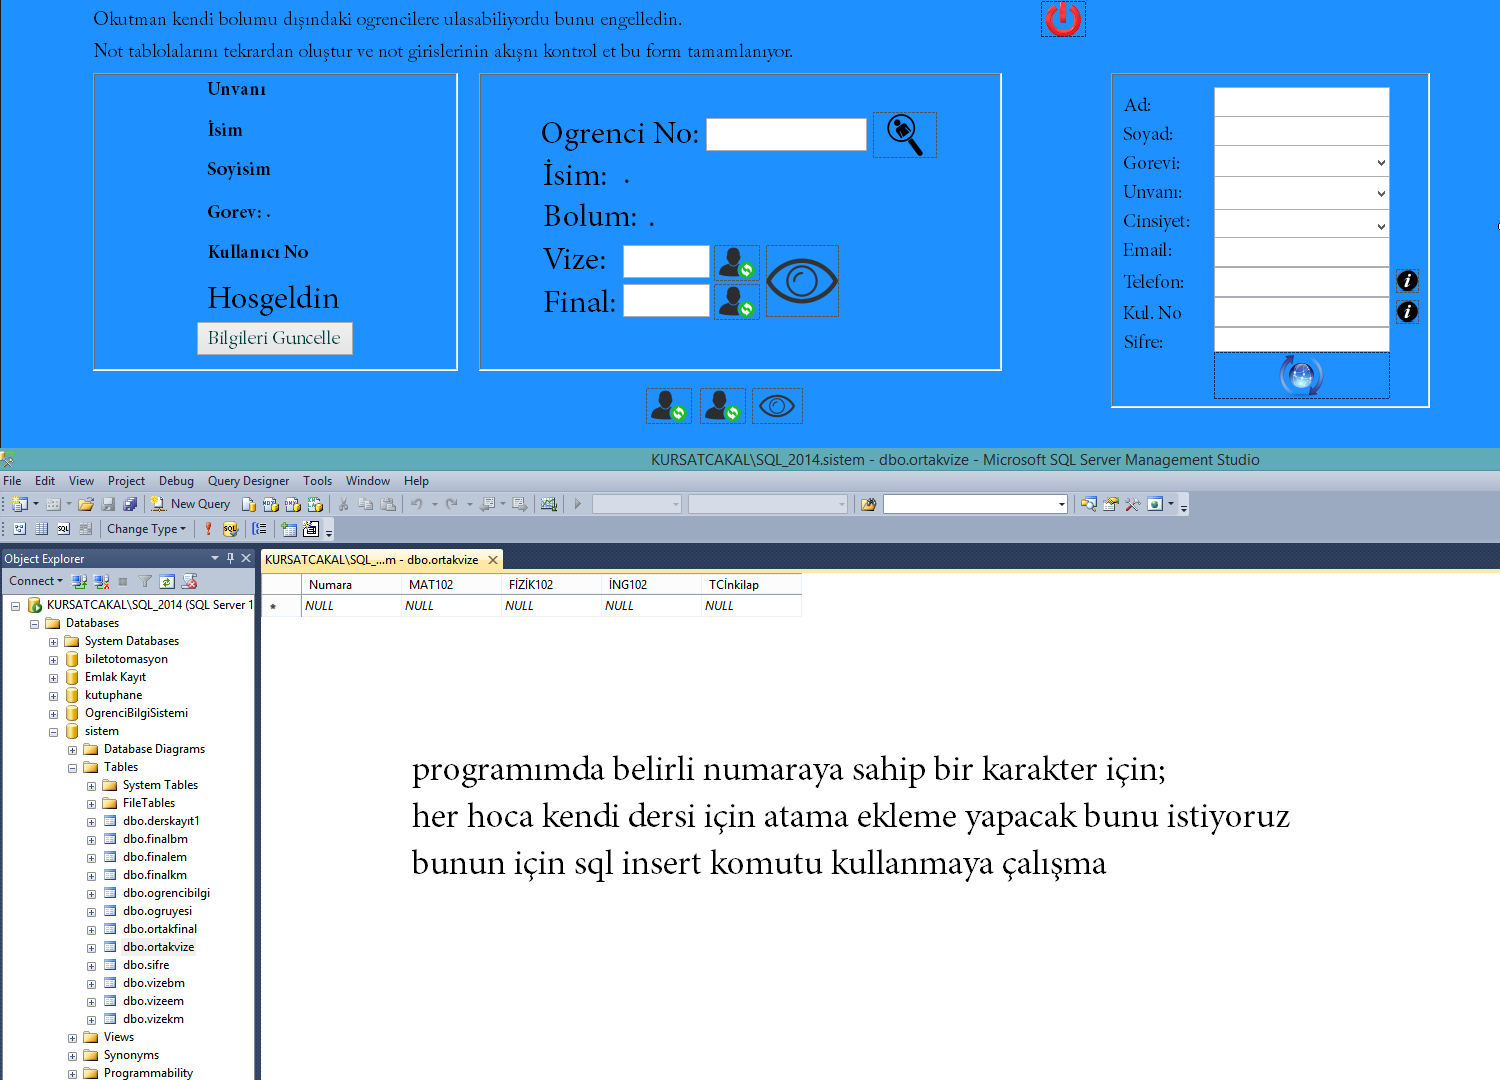 Okutman kendi bolumu dışındaki ogrencilere ulasabiliyordu bunu engelledin.
Not tablolalarını tekrardan oluştur ve not girislerinin akışnı kontrol et bu form tamamlanıyor.
Unvanı
İsim
Soyisim
Gorev: .
Kullanıcı No
Hosgeldin
Bilgileri Guncelle
Ogrenci No:
İsim: .
Bolum: .
Vize:
Final:
Ad:
Soyad:
Gorevi:
Unvanı:
Cinsiyet:
Email:
Telefon:
Kul. No
Sifre:
KURSATCAKAL\SQL_2014.sistem - dbo.ortakvize - Microsoft SQL Server Management Studio
File Edit View Project Debug Query Designer Tools Window Help
New Query
Change Type
Object Explorer
Connect
KURSATCAKAL\SQL_2014 (SQL Server 1
Databases
System Databases
biletotomasyon
Emlak Kayıt
kutuphane
OgrenciBilgiSistemi
sistem
Database Diagrams
Tables
System Tables
FileTables
dbo.derskayıt1
dbo.finalbm
dbo.finalem
dbo.finalkm
dbo.ogrencibilgi
dbo.ogruyesi
dbo.ortakfinal
dbo.ortakvize
dbo.sifre
dbo.vizebm
dbo.vizeem
dbo.vizekm
Views
Synonyms
Programmability
KURSATCAKAL\SQL_...m - dbo.ortakvize
Numara MAT102 FİZİK102 İNG102 TCİnkilap
NULL NULL NULL NULL NULL
programımda belirli numaraya sahip bir karakter için;
her hoca kendi dersi için atama ekleme yapacak bunu istiyoruz
bunun için sql insert komutu kullanmaya çalışma